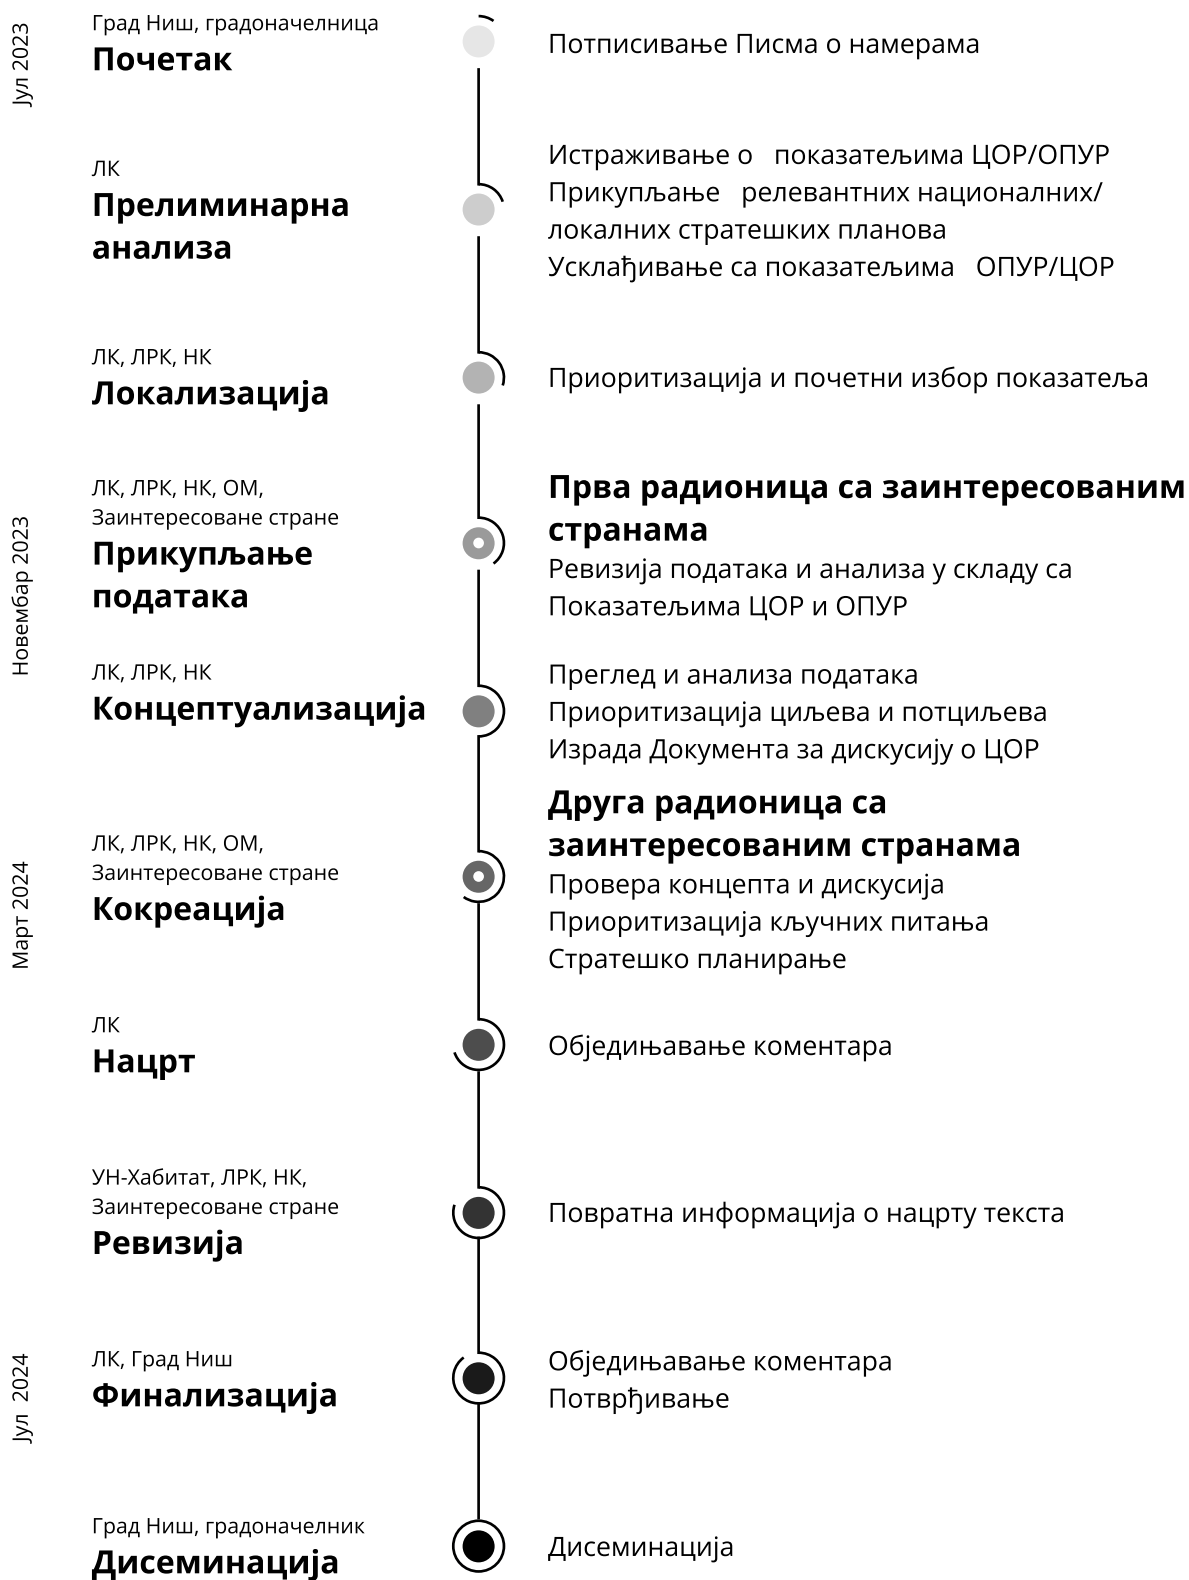 Јул 2023
Град Ниш, градоначелница
Почетак
Потписивање Писма о намерама
ЛК
Прелиминарна
анализа
Истраживање о показатељима ЦОР/ОПУР
Прикупљање релевантних националних/
локалних стратешких планова
Усклађивање са показатељима ОПУР/ЦОР
ЛК, ЛРК, НК
Локализација
Приоритизација и почетни избор показатеља
Новембар 2023
ЛК, ЛРК, НК, ОМ,
Заинтересоване стране
Прикупљање
података
Прва радионица са заинтересованим
странама
Ревизија података и анализа у складу са
Показатељима ЦОР и ОПУР
ЛК, ЛРК, НК
Концептуализација
Преглед и анализа података
Приоритизација циљева и потциљева
Израда Документа за дискусију о ЦОР
Март 2024
ЛК, ЛРК, НК, ОМ,
Заинтересоване стране
Кокреација
Друга радионица са
заинтересованим странама
Провера концепта и дискусија
Приоритизација кључних питања
Стратешко планирање
ЛК
Нацрт
Обједињавање коментара
УН-Хабитат, ЛРК, НК,
Заинтересоване стране
Ревизија
Повратна информација о нацрту текста
Јул 2024
ЛК, Град Ниш
Финализација
Обједињавање коментара
Потврђивање
Град Ниш, градоначелник
Дисеминација
Дисеминација